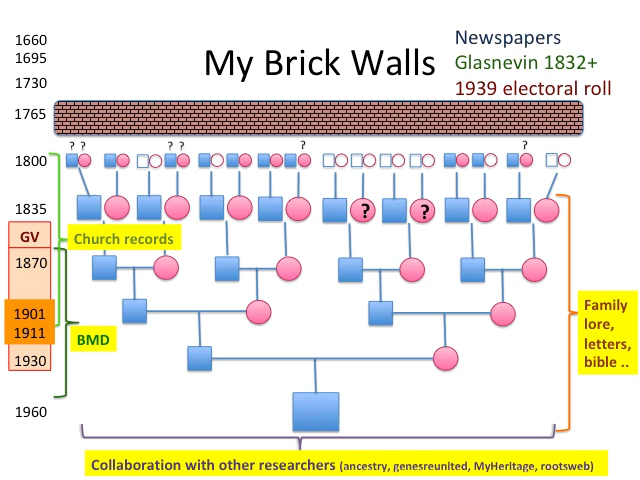 My Brick Walls
Newspapers
Glasnevin 1832+
1939 electoral roll
1660
1695
1730
1765
? ?
? ?
?
?
1800
1835
?
?
GV
Church records
1870
1901
1911
BMD
1930
1960
Family
lore,
letters,
bible ..
Collaboration with other researchers (ancestry, genesreunited, MyHeritage, rootsweb)